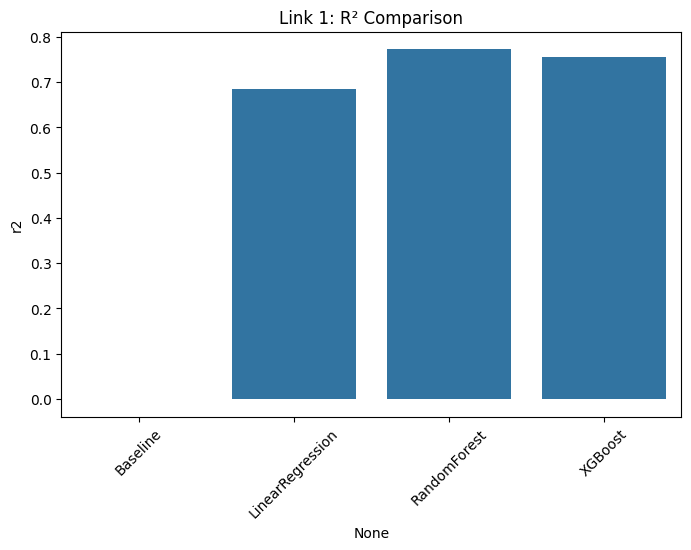 Link 1: R² Comparison
r2
0.8
0.7
0.6
0.5
0.4
0.3
0.2
0.1
0.0
Baseline
LinearRegression
RandomForest
XGBoost
None